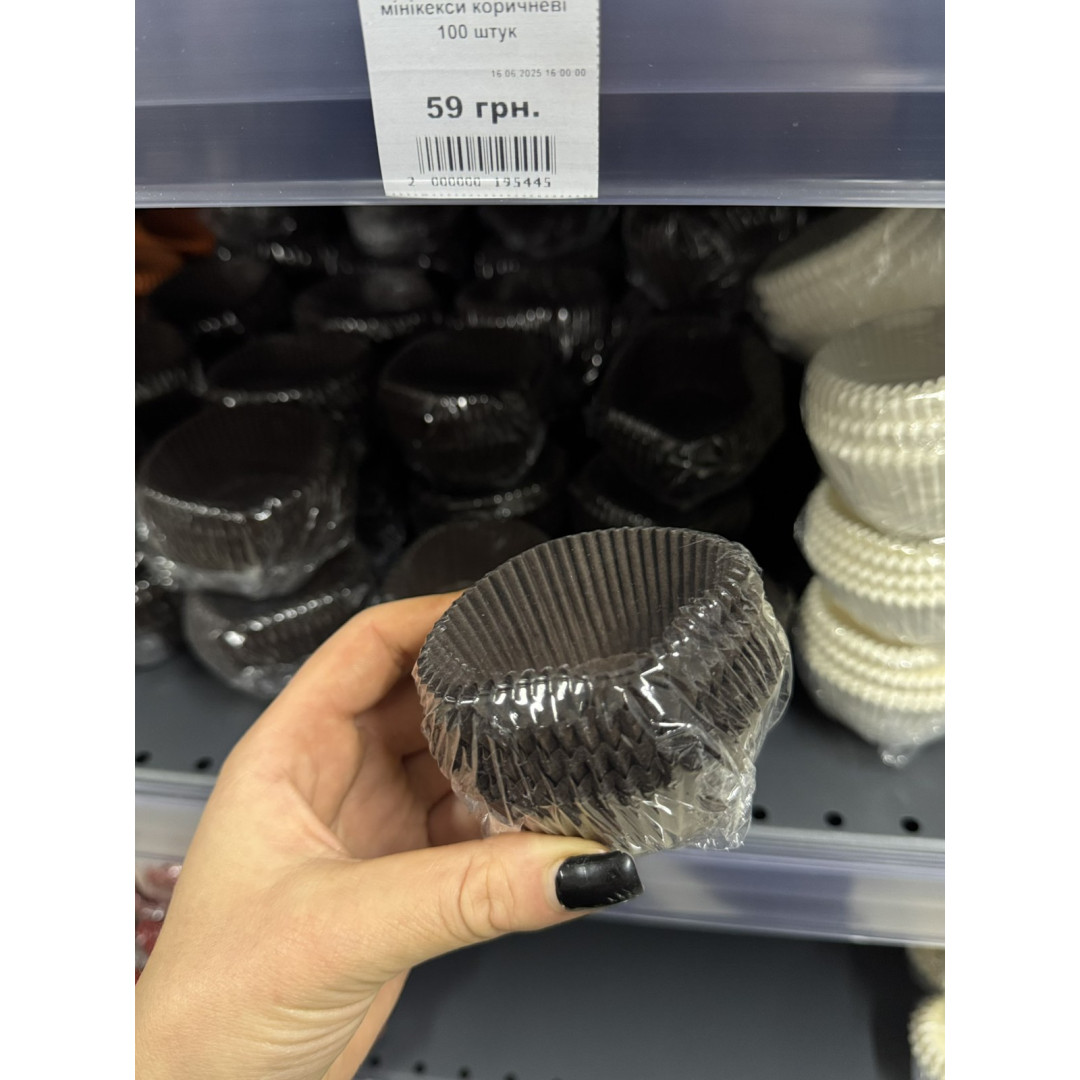 мінікекси коричневі
100 штук
16.06.2025 16:00:00
59 грн.
2 000000 195445